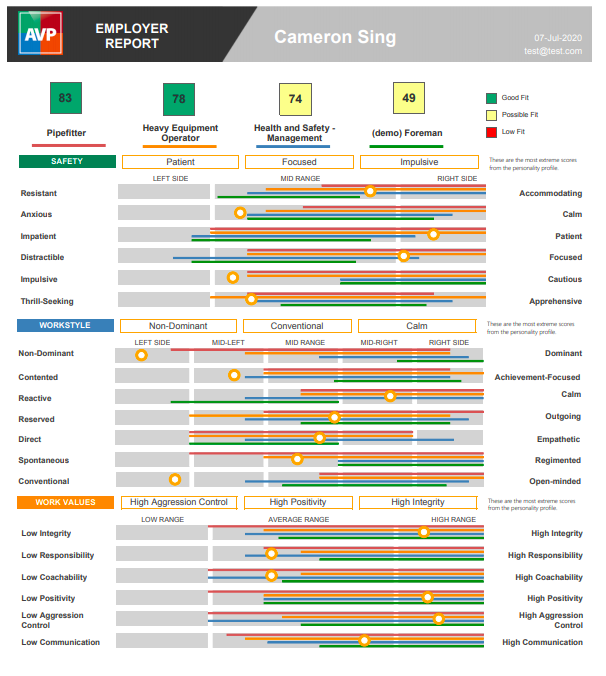 AVP
EMPLOYER
REPORT
Cameron Sing
07-Jul-2020
test@test.com
83
78
74
49
Good Fit
Possible Fit
Low Fit
Pipefitter
Heavy Equipment
Operator
Health and Safety -
Management
(demo) Foreman
SAFETY
Patient
Focused
Impulsive
These are the most extreme scores
from the personality profile.
LEFT SIDE
MID RANGE
RIGHT SIDE
Resistant
Accommodating
Anxious
Calm
Impatient
Patient
Distractible
Focused
Impulsive
Cautious
Thrill-Seeking
Apprehensive
WORKSTYLE
Non-Dominant
Conventional
Calm
These are the most extreme scores
from the personality profile.
LEFT SIDE
MID-LEFT
MID RANGE
MID-RIGHT
RIGHT SIDE
Non-Dominant
Dominant
Contented
Achievement-Focused
Reactive
Calm
Reserved
Outgoing
Direct
Empathetic
Spontaneous
Regimented
Conventional
Open-minded
WORK VALUES
High Aggression Control
High Positivity
High Integrity
These are the most extreme scores
from the personality profile.
LOW RANGE
AVERAGE RANGE
HIGH RANGE
Low Integrity
High Integrity
Low Responsibility
High Responsibility
Low Coachability
High Coachability
Low Positivity
High Positivity
Low Aggression
Control
High Aggression
Control
Low Communication
High Communication